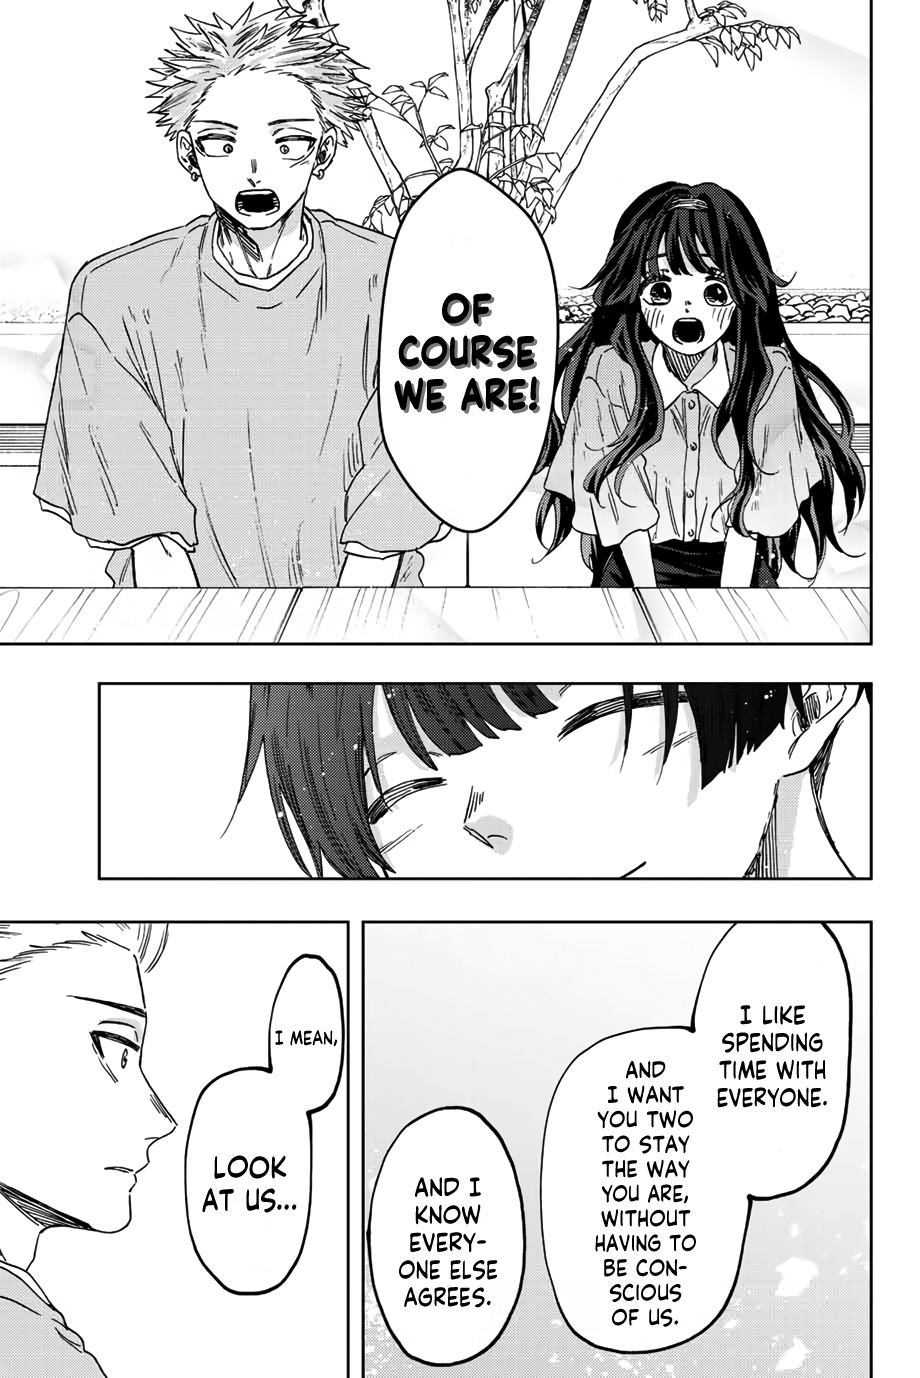 OF
COURSE
WE ARE!
I LIKE
SPENDING
TIME WITH
EVERYONE.
AND
I WANT
YOU TWO
TO STAY
THE WAY
YOU ARE,
WITHOUT
HAVING TO
BE CON-
SCIOUS
OF US.
AND I
KNOW
EVERY-
ONE ELSE
AGREES.
I MEAN,
LOOK
AT US...